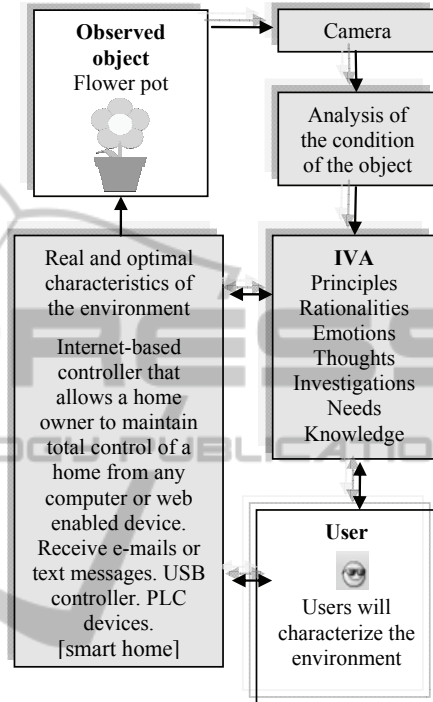 Observed
object
Flower pot
Camera
Analysis of
the condition
of the object
Real and optimal
characteristics of
the environment
Internet-based
controller that
allows a home
owner to maintain
total control of a
home from any
computer or web
enabled device.
Receive e-mails or
text messages. USB
controller. PLC
devices.
[smart home]
IVA
Principles
Rationalities
Emotions
Thoughts
Investigations
Needs
Knowledge
User
Users will
characterize the
environment